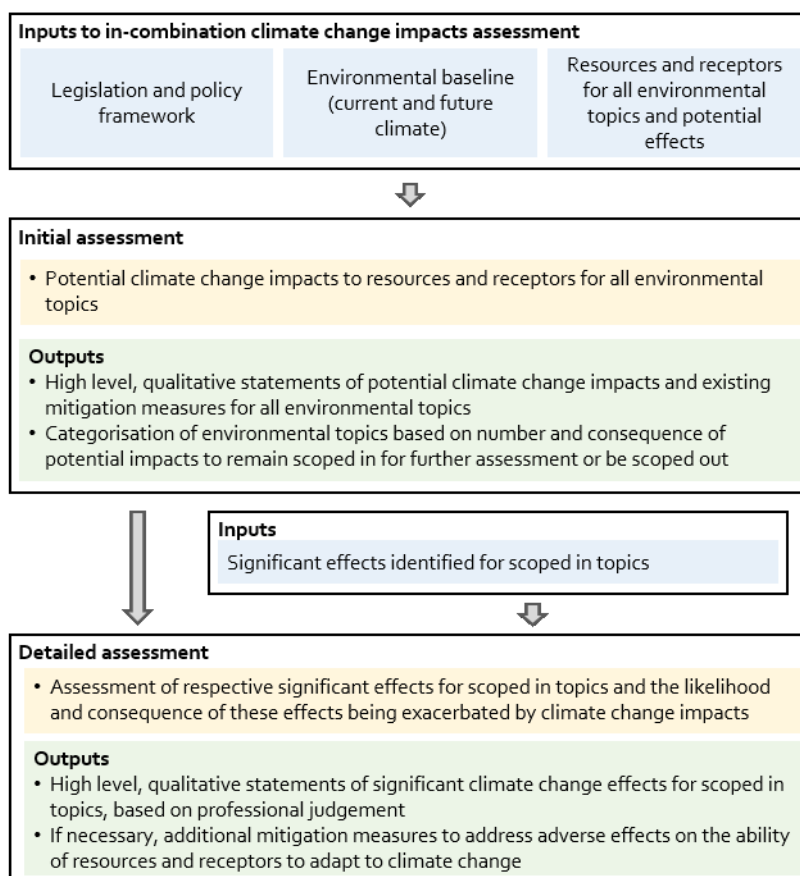 Inputs to in-combination climate change impacts assessment
Legislation and policy
framework
Environmental baseline
(current and future
climate)
Resources and receptors
for all environmental
topics and potential
effects
Initial assessment
• Potential climate change impacts to resources and receptors for all environmental
topics
Outputs
• High level, qualitative statements of potential climate change impacts and existing
mitigation measures for all environmental topics
• Categorisation of environmental topics based on number and consequence of
potential impacts to remain scoped in for further assessment or be scoped out
Inputs
Significant effects identified for scoped in topics
Detailed assessment
• Assessment of respective significant effects for scoped in topics and the likelihood
and consequence of these effects being exacerbated by climate change impacts
Outputs
• High level, qualitative statements of significant climate change effects for scoped in
topics, based on professional judgement
• If necessary, additional mitigation measures to address adverse effects on the ability
of resources and receptors to adapt to climate change